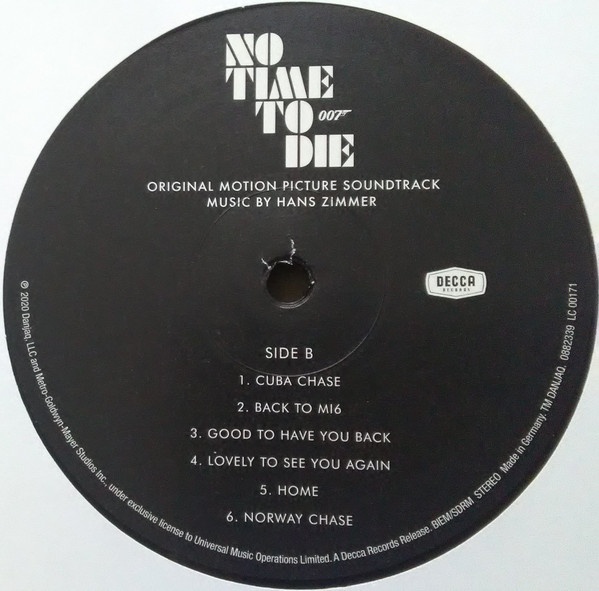 NO
TIME
TO 007
DIE
ORIGINAL MOTION PICTURE SOUNDTRACK
MUSIC BY HANS ZIMMER
DECCA
RECORDS
SIDE B
1. CUBA CHASE
2. BACK TO MI6
3. GOOD TO HAVE YOU BACK
4. LOVELY TO SEE YOU AGAIN
5. HOME
6. NORWAY CHASE
℗ 2020 Danjaq, LLC and Metro-Goldwyn-Mayer Studios Inc., under exclusive license to Universal Music Operations Limited. A Decca Records Release. BIEM/SDRM STEREO Made in Germany. TM DANJAQ. 0882339 LC 00171